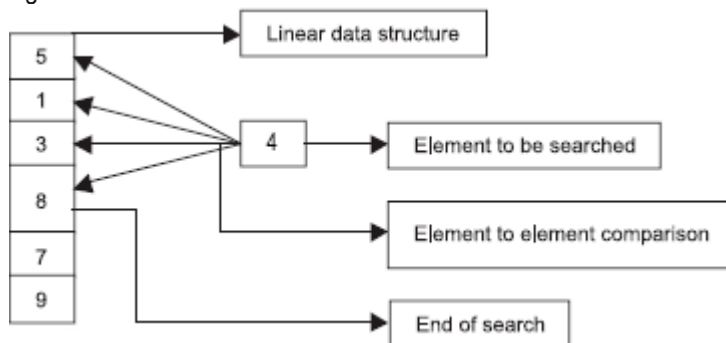 5
Linear data structure
1
3
4
Element to be searched
8
Element to element comparison
7
9
End of search